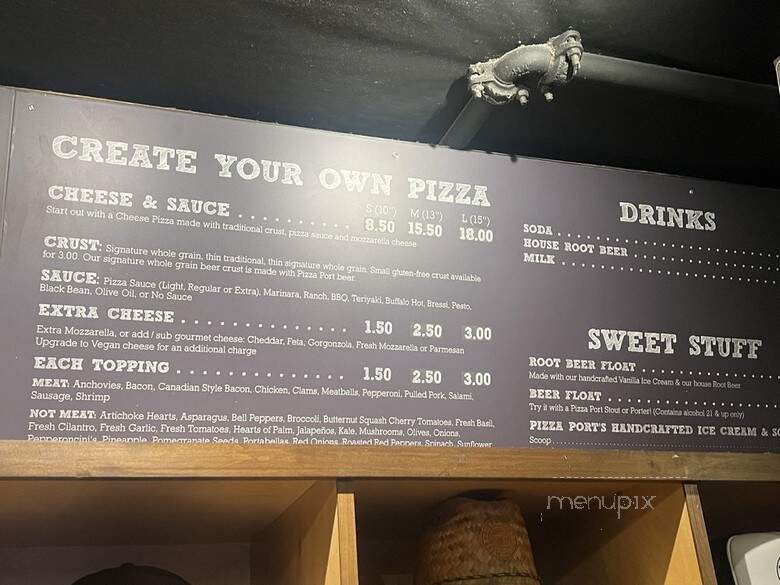 CREATE YOUR OWN PIZZA
S (10") M (13") L (15")
CHEESE & SAUCE 8.50 15.50 18.00
Start out with a Cheese Pizza made with traditional crust, pizza sauce and mozzarella cheese
CRUST: Signature whole grain, thin traditional, thin signature whole grain. Small gluten-free crust available
for 3.00. Our signature whole grain beer crust is made with Pizza Port beer.
SAUCE: Pizza Sauce (Light, Regular or Extra), Marinara, Ranch, BBQ, Teriyaki, Buffalo Hot, Bressi, Pesto,
Black Bean, Olive Oil, or No Sauce
EXTRA CHEESE 1.50 2.50 3.00
Extra Mozzarella, or add / sub gourmet cheese: Cheddar, Feta, Gorgonzola, Fresh Mozzarella or Parmesan
Upgrade to Vegan cheese for an additional charge
EACH TOPPING 1.50 2.50 3.00
MEAT: Anchovies, Bacon, Canadian Style Bacon, Chicken, Clams, Meatballs, Pepperoni, Pulled Pork, Salami,
Sausage, Shrimp
NOT MEAT: Artichoke Hearts, Asparagus, Bell Peppers, Broccoli, Butternut Squash Cherry Tomatoes, Fresh Basil,
Fresh Cilantro, Fresh Garlic, Fresh Tomatoes, Hearts of Palm, Jalapeños, Kale, Mushrooms, Olives, Onions,
Pepperoncini's, Pineapple, Pomegranate Seeds, Portabellas, Red Onions, Roasted Red Peppers, Spinach, Sunflower
DRINKS
SODA
HOUSE ROOT BEER
MILK
SWEET STUFF
ROOT BEER FLOAT
Made with our handcrafted Vanilla Ice Cream & our house Root Beer
BEER FLOAT
Try it with a Pizza Port Stout or Porter! (Contains alcohol 21 & up only)
PIZZA PORT'S HANDCRAFTED ICE CREAM & SO
Scoop
menupix